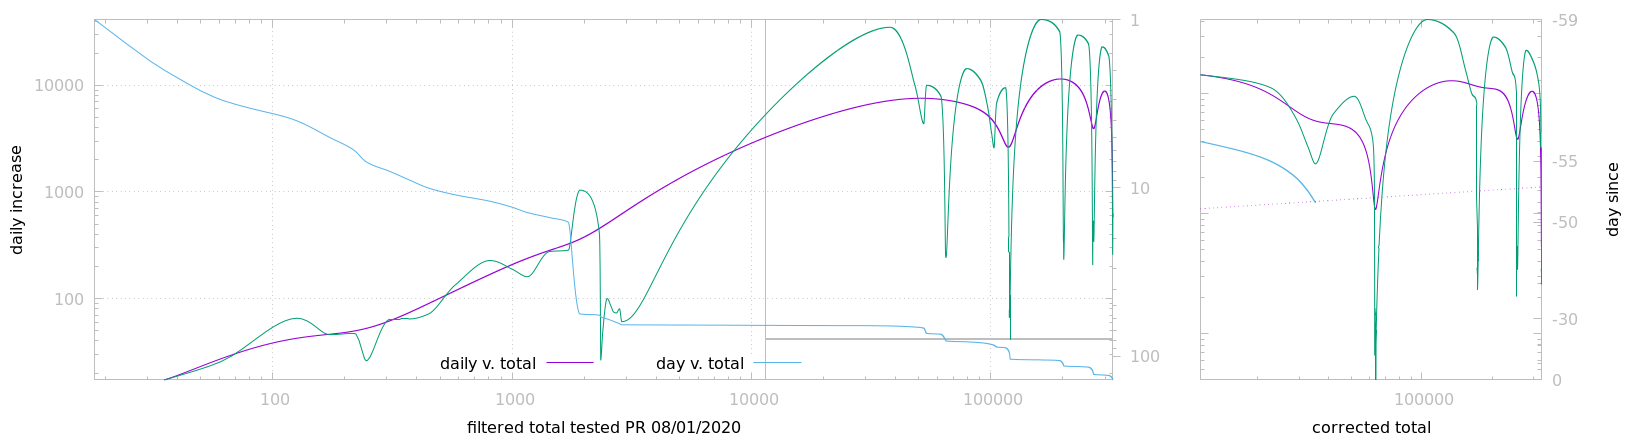 1
-59
10000
daily increase
-55
day since
1000
10
-50
100
-30
daily v. total
day v. total
100
0
100
1000
10000
100000
100000
filtered total tested PR 08/01/2020
corrected total